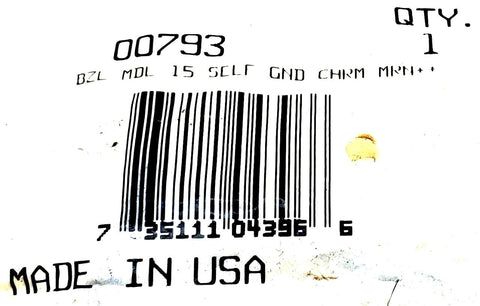 QTY.
00793 1
BZL MDL 15 SELF GND CHRM MRN++
7 35111 04396 6
MADE IN USA